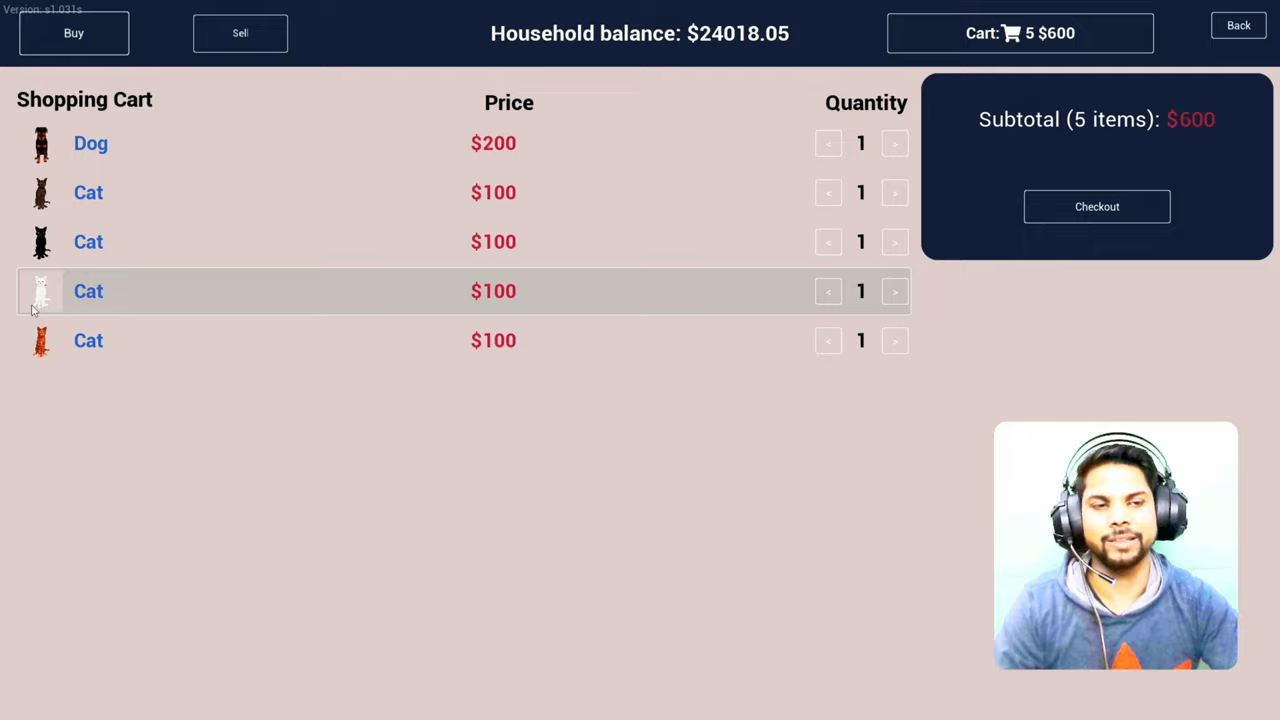 Version: s1.031s
Buy
Sell
Household balance: $24018.05
Cart: 5 $600
Back
Shopping Cart Price Quantity
Dog $200 < 1 >
Cat $100 < 1 >
Cat $100 < 1 >
Cat $100 < 1 >
Cat $100 < 1 >
Subtotal (5 items): $600
Checkout